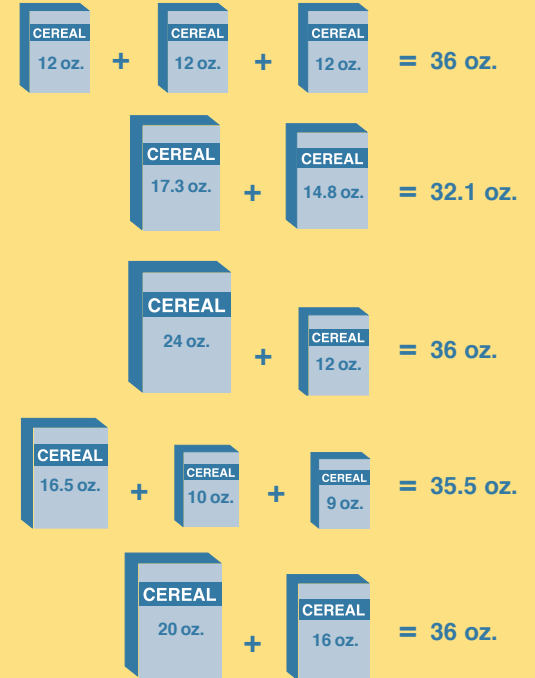 CEREAL CEREAL CEREAL
12 oz. + 12 oz. + 12 oz. = 36 oz.
CEREAL CEREAL
17.3 oz. + 14.8 oz. = 32.1 oz.
CEREAL CEREAL
24 oz. + 12 oz. = 36 oz.
CEREAL CEREAL CEREAL
16.5 oz. + 10 oz. + 9 oz. = 35.5 oz.
CEREAL CEREAL
20 oz. + 16 oz. = 36 oz.